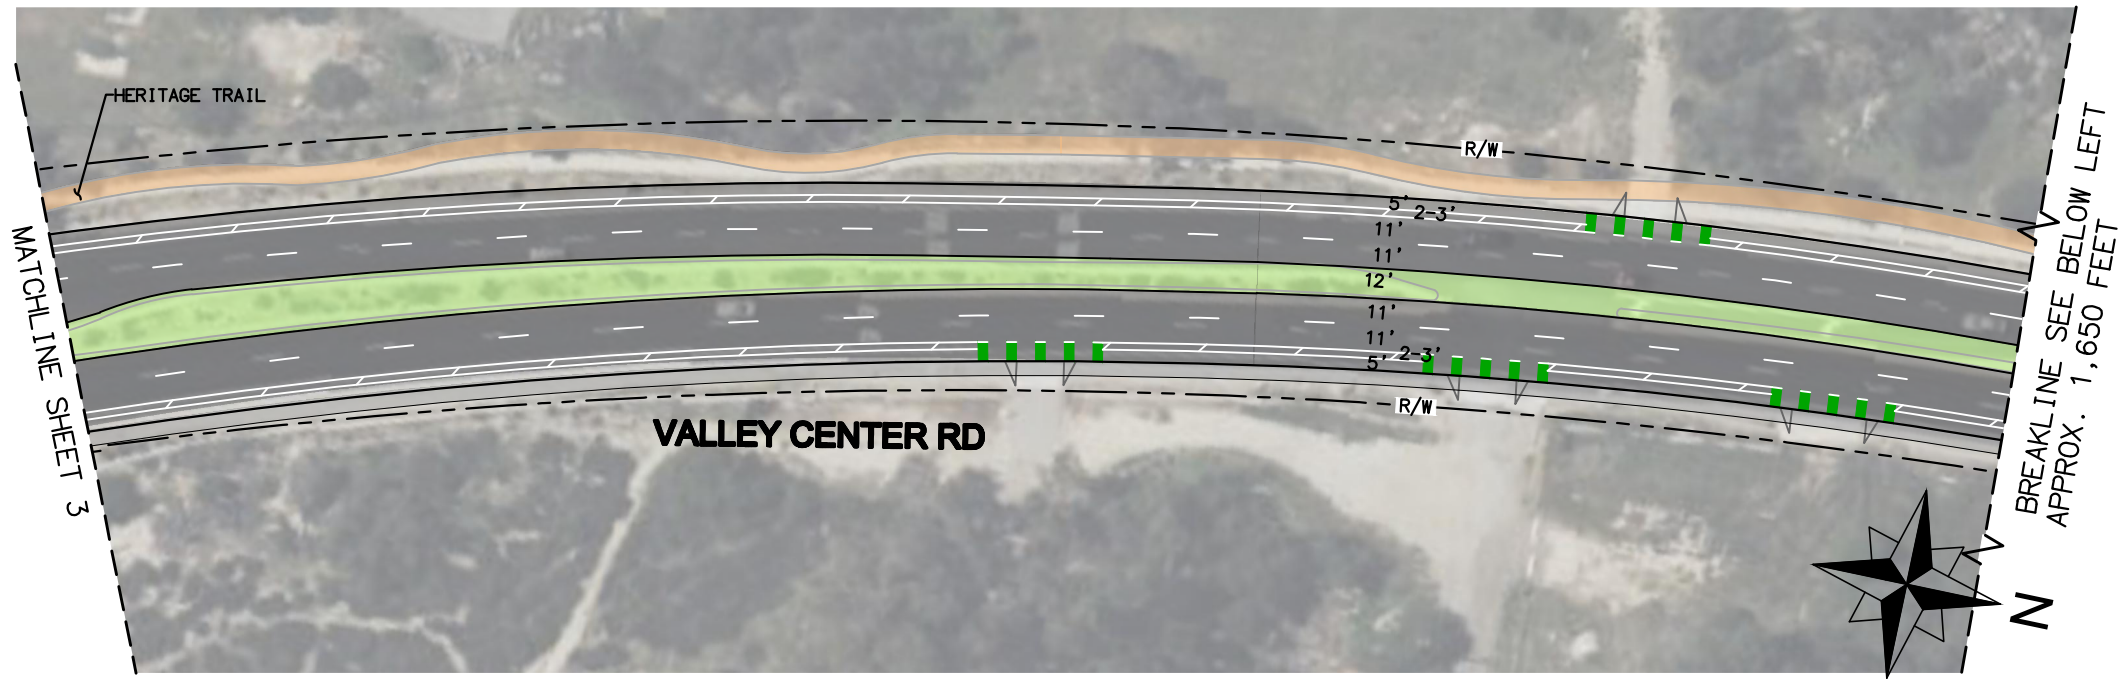 HERITAGE TRAIL
R/W
5' 2-3'
11'
11'
12'
11'
11' 2-3'
5'
R/W
VALLEY CENTER RD
MATCHLINE SHEET 3
BREAKLINE SEE BELOW LEFT
APPROX. 1,650 FEET
N